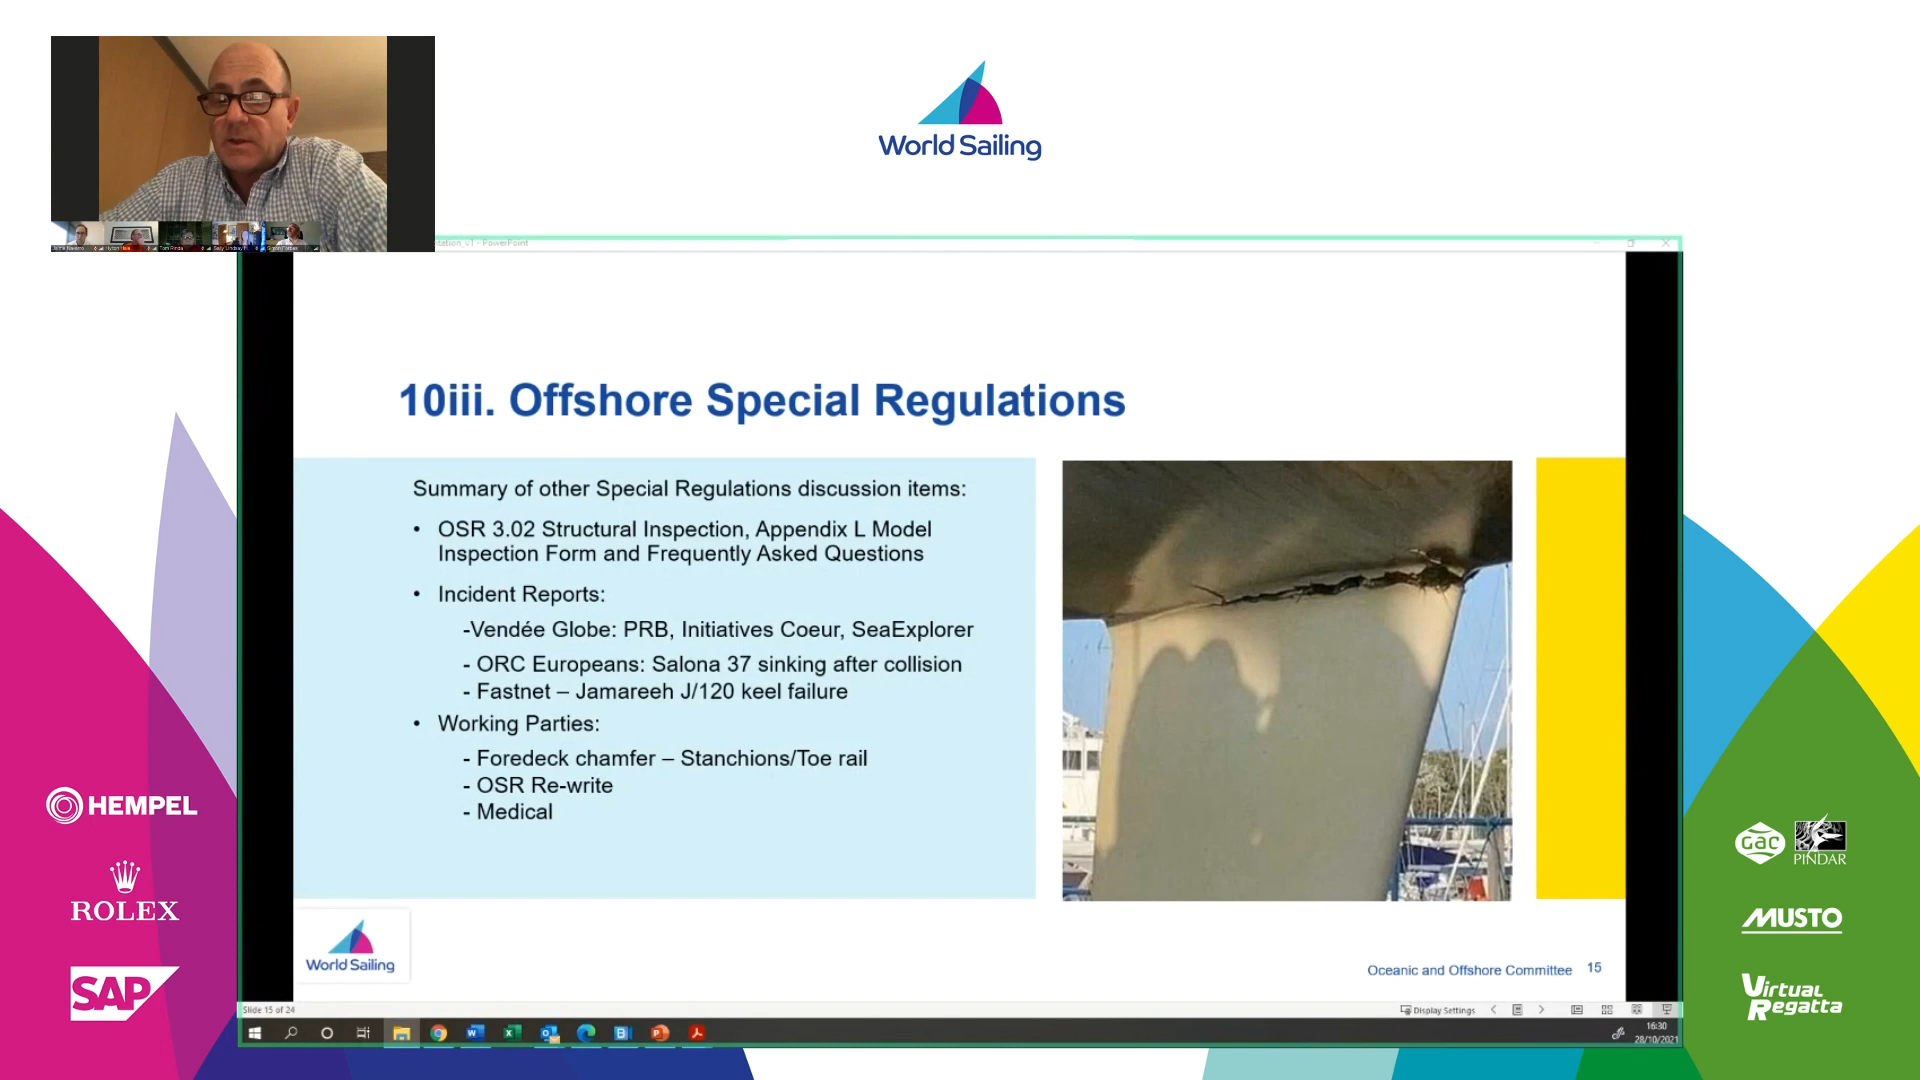 World Sailing
tation_v1 - PowerPoint
10iii. Offshore Special Regulations
Summary of other Special Regulations discussion items:
• OSR 3.02 Structural Inspection, Appendix L Model
Inspection Form and Frequently Asked Questions
• Incident Reports:
-Vendée Globe: PRB, Initiatives Coeur, SeaExplorer
- ORC Europeans: Salona 37 sinking after collision
- Fastnet – Jamareeh J/120 keel failure
• Working Parties:
- Foredeck chamfer – Stanchions/Toe rail
- OSR Re-write
- Medical
World Sailing
Oceanic and Offshore Committee 15
Slide 15 of 24
Display Settings
16:30
28/10/2021
HEMPEL
ROLEX
SAP
GAC
PINDAR
MUSTO
Virtual
Regatta